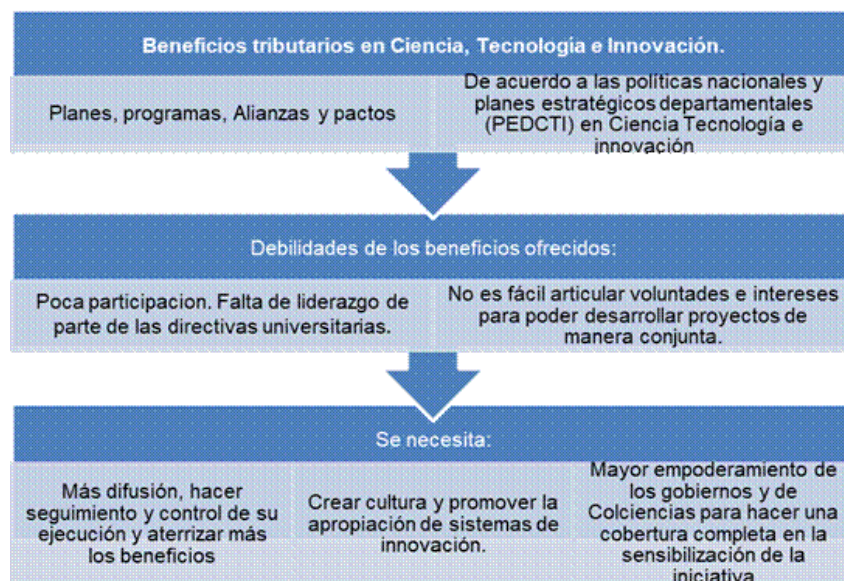 Beneficios tributarios en Ciencia, Tecnología e Innovación.
Planes, programas, Alianzas y pactos
De acuerdo a las políticas nacionales y
planes estratégicos departamentales
(PEDCTI) en Ciencia Tecnología e
innovación
Debilidades de los beneficios ofrecidos:
Poca participacion. Falta de liderazgo de
parte de las directivas universitarias.
No es fácil articular voluntades e intereses
para poder desarrollar proyectos de
manera conjunta.
Se necesita:
Más difusión, hacer
seguimiento y control de su
ejecución y aterrizar más
los beneficios
Crear cultura y promover la
apropiación de sistemas de
innovación.
Mayor empoderamiento de
los gobiernos y de
Colciencias para hacer una
cobertura completa en la
sensibilización de la
iniciativa